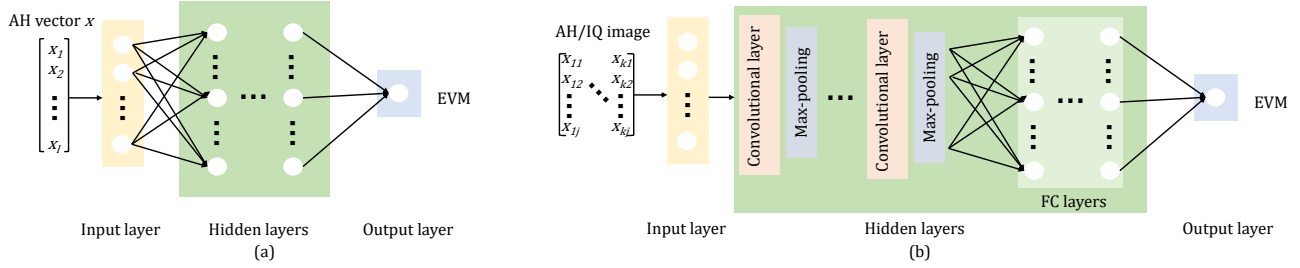 AH vector x
x1
x2
xl
Input layer
Hidden layers
(a)
EVM
Output layer
AH/IQ image
x11 xk1
x12 xk2
x1j xkj
Input layer
Convolutional layer
Max-pooling
Convolutional layer
Max-pooling
FC layers
Hidden layers
(b)
EVM
Output layer